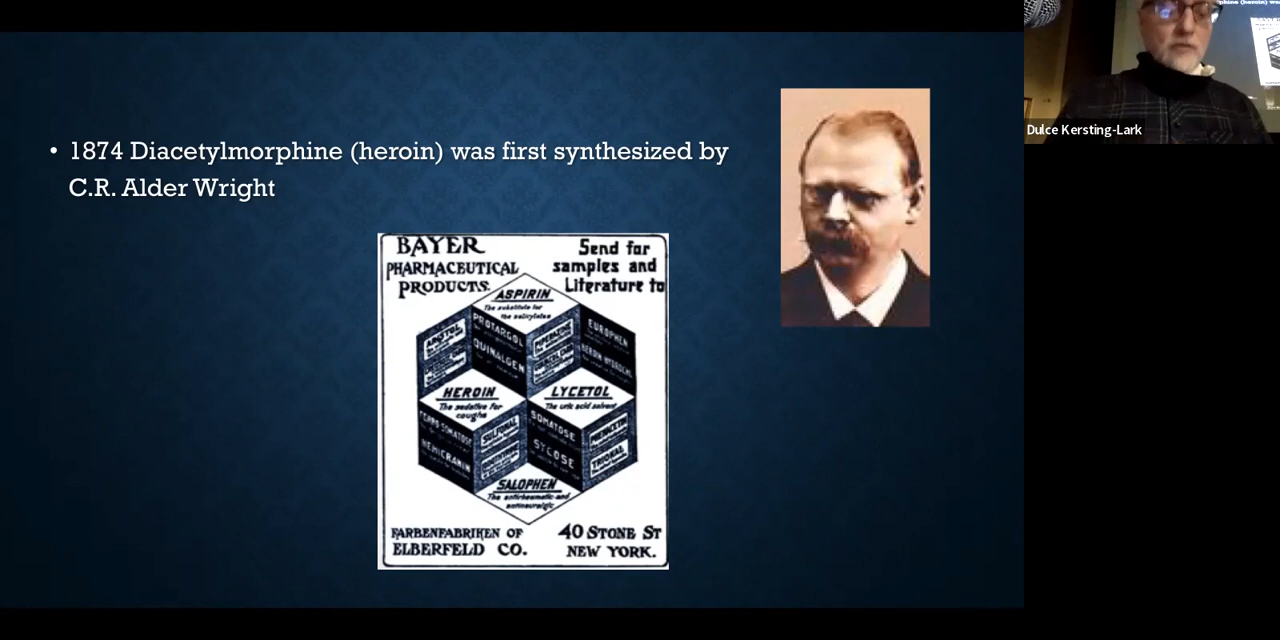 • 1874 Diacetylmorphine (heroin) was first synthesized by
C.R. Alder Wright
BAYER
PHARMACEUTICAL
PRODUCTS.
Send for
samples and
Literature to
ASPIRIN
The substitute for
the salicylates
PROTARGOL
QUINALGEN
EUROPHEN
HEROIN
The sedative for
coughs
LYCETOL
The uric acid solvent
FERRO-SOMATOSE
HEMICRANIN
SULFONAL
SOMATOSE
SYCOSE
TRIONAL
SALOPHEN
The antirheumatic and
antineuralgic
FARBENFABRIKEN OF
ELBERFELD CO.
40 STONE ST
NEW YORK.
Dulce Kersting-Lark